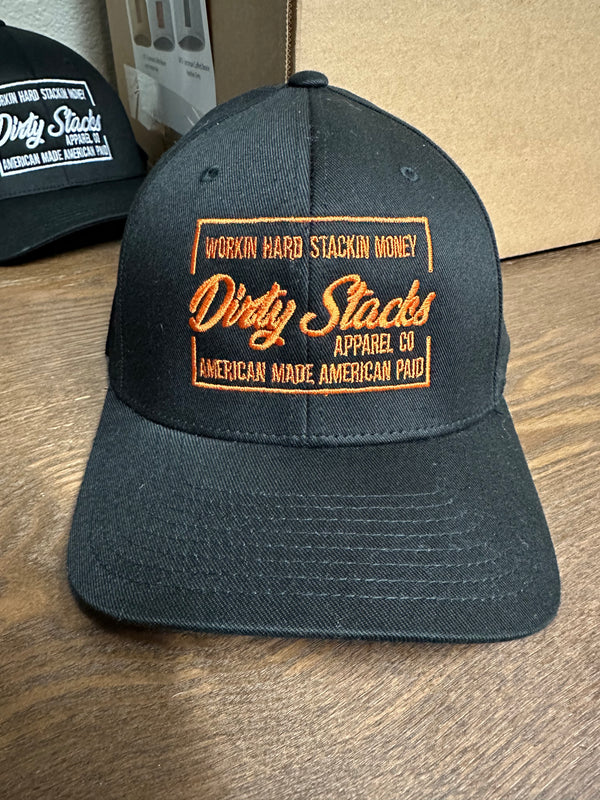 WORKIN HARD STACKIN MONEY
Dirty Stacks
APPAREL CO
AMERICAN MADE AMERICAN PAID
WORKIN HARD STACKIN MONEY
Dirty Stacks
APPAREL CO
AMERICAN MADE AMERICAN PAID